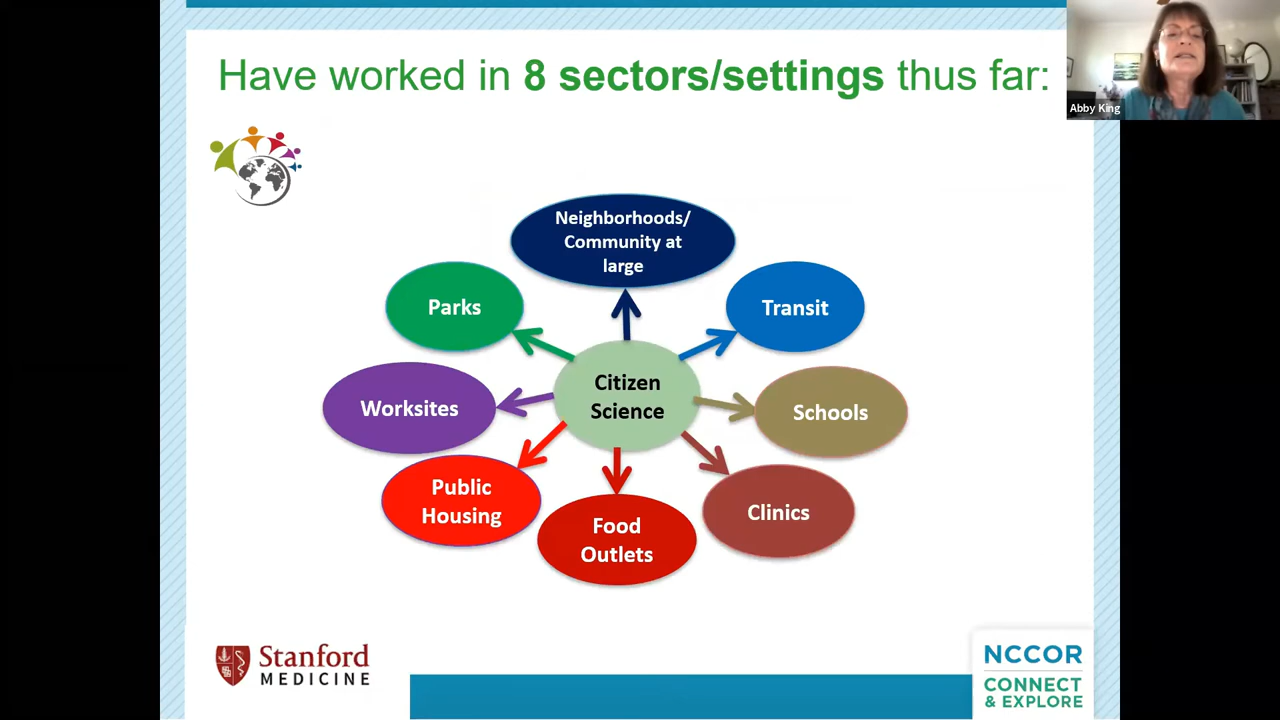 Have worked in 8 sectors/settings thus far:
Abby King
Neighborhoods/
Community at
large
Parks
Transit
Citizen
Science
Worksites
Schools
Public
Housing
Food
Outlets
Clinics
Stanford
MEDICINE
NCCOR
CONNECT
& EXPLORE